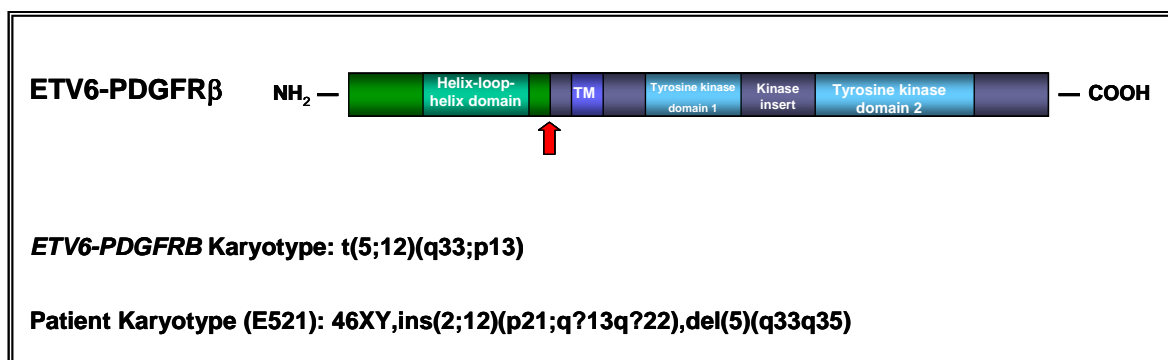 ETV6-PDGFRβ NH2 — Helix-loop-helix domain TM Tyrosine kinase domain 1 Kinase insert Tyrosine kinase domain 2 — COOH
ETV6-PDGFRB Karyotype: t(5;12)(q33;p13)
Patient Karyotype (E521): 46XY,ins(2;12)(p21;q?13q?22),del(5)(q33q35)